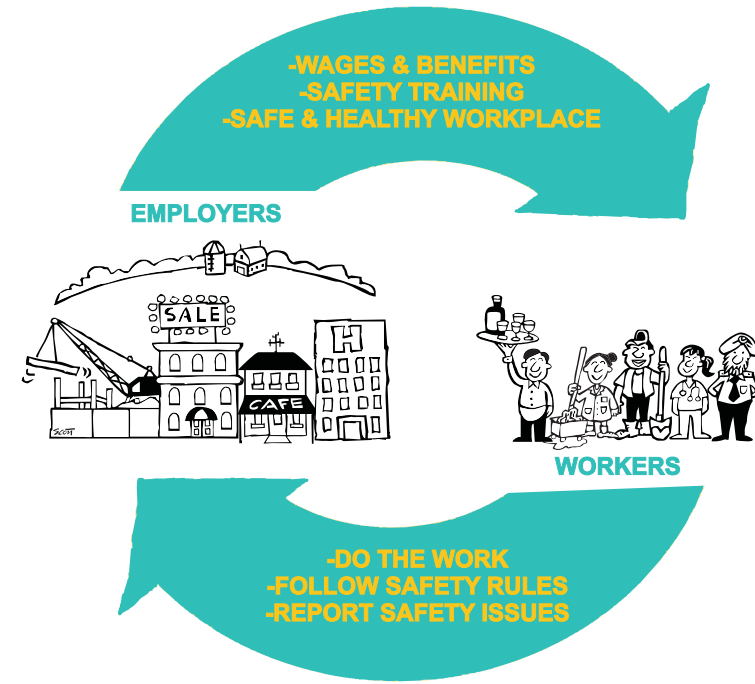 -WAGES & BENEFITS
-SAFETY TRAINING
-SAFE & HEALTHY WORKPLACE
EMPLOYERS
SALE
H
CAFE
SCOTT
WORKERS
-DO THE WORK
-FOLLOW SAFETY RULES
-REPORT SAFETY ISSUES